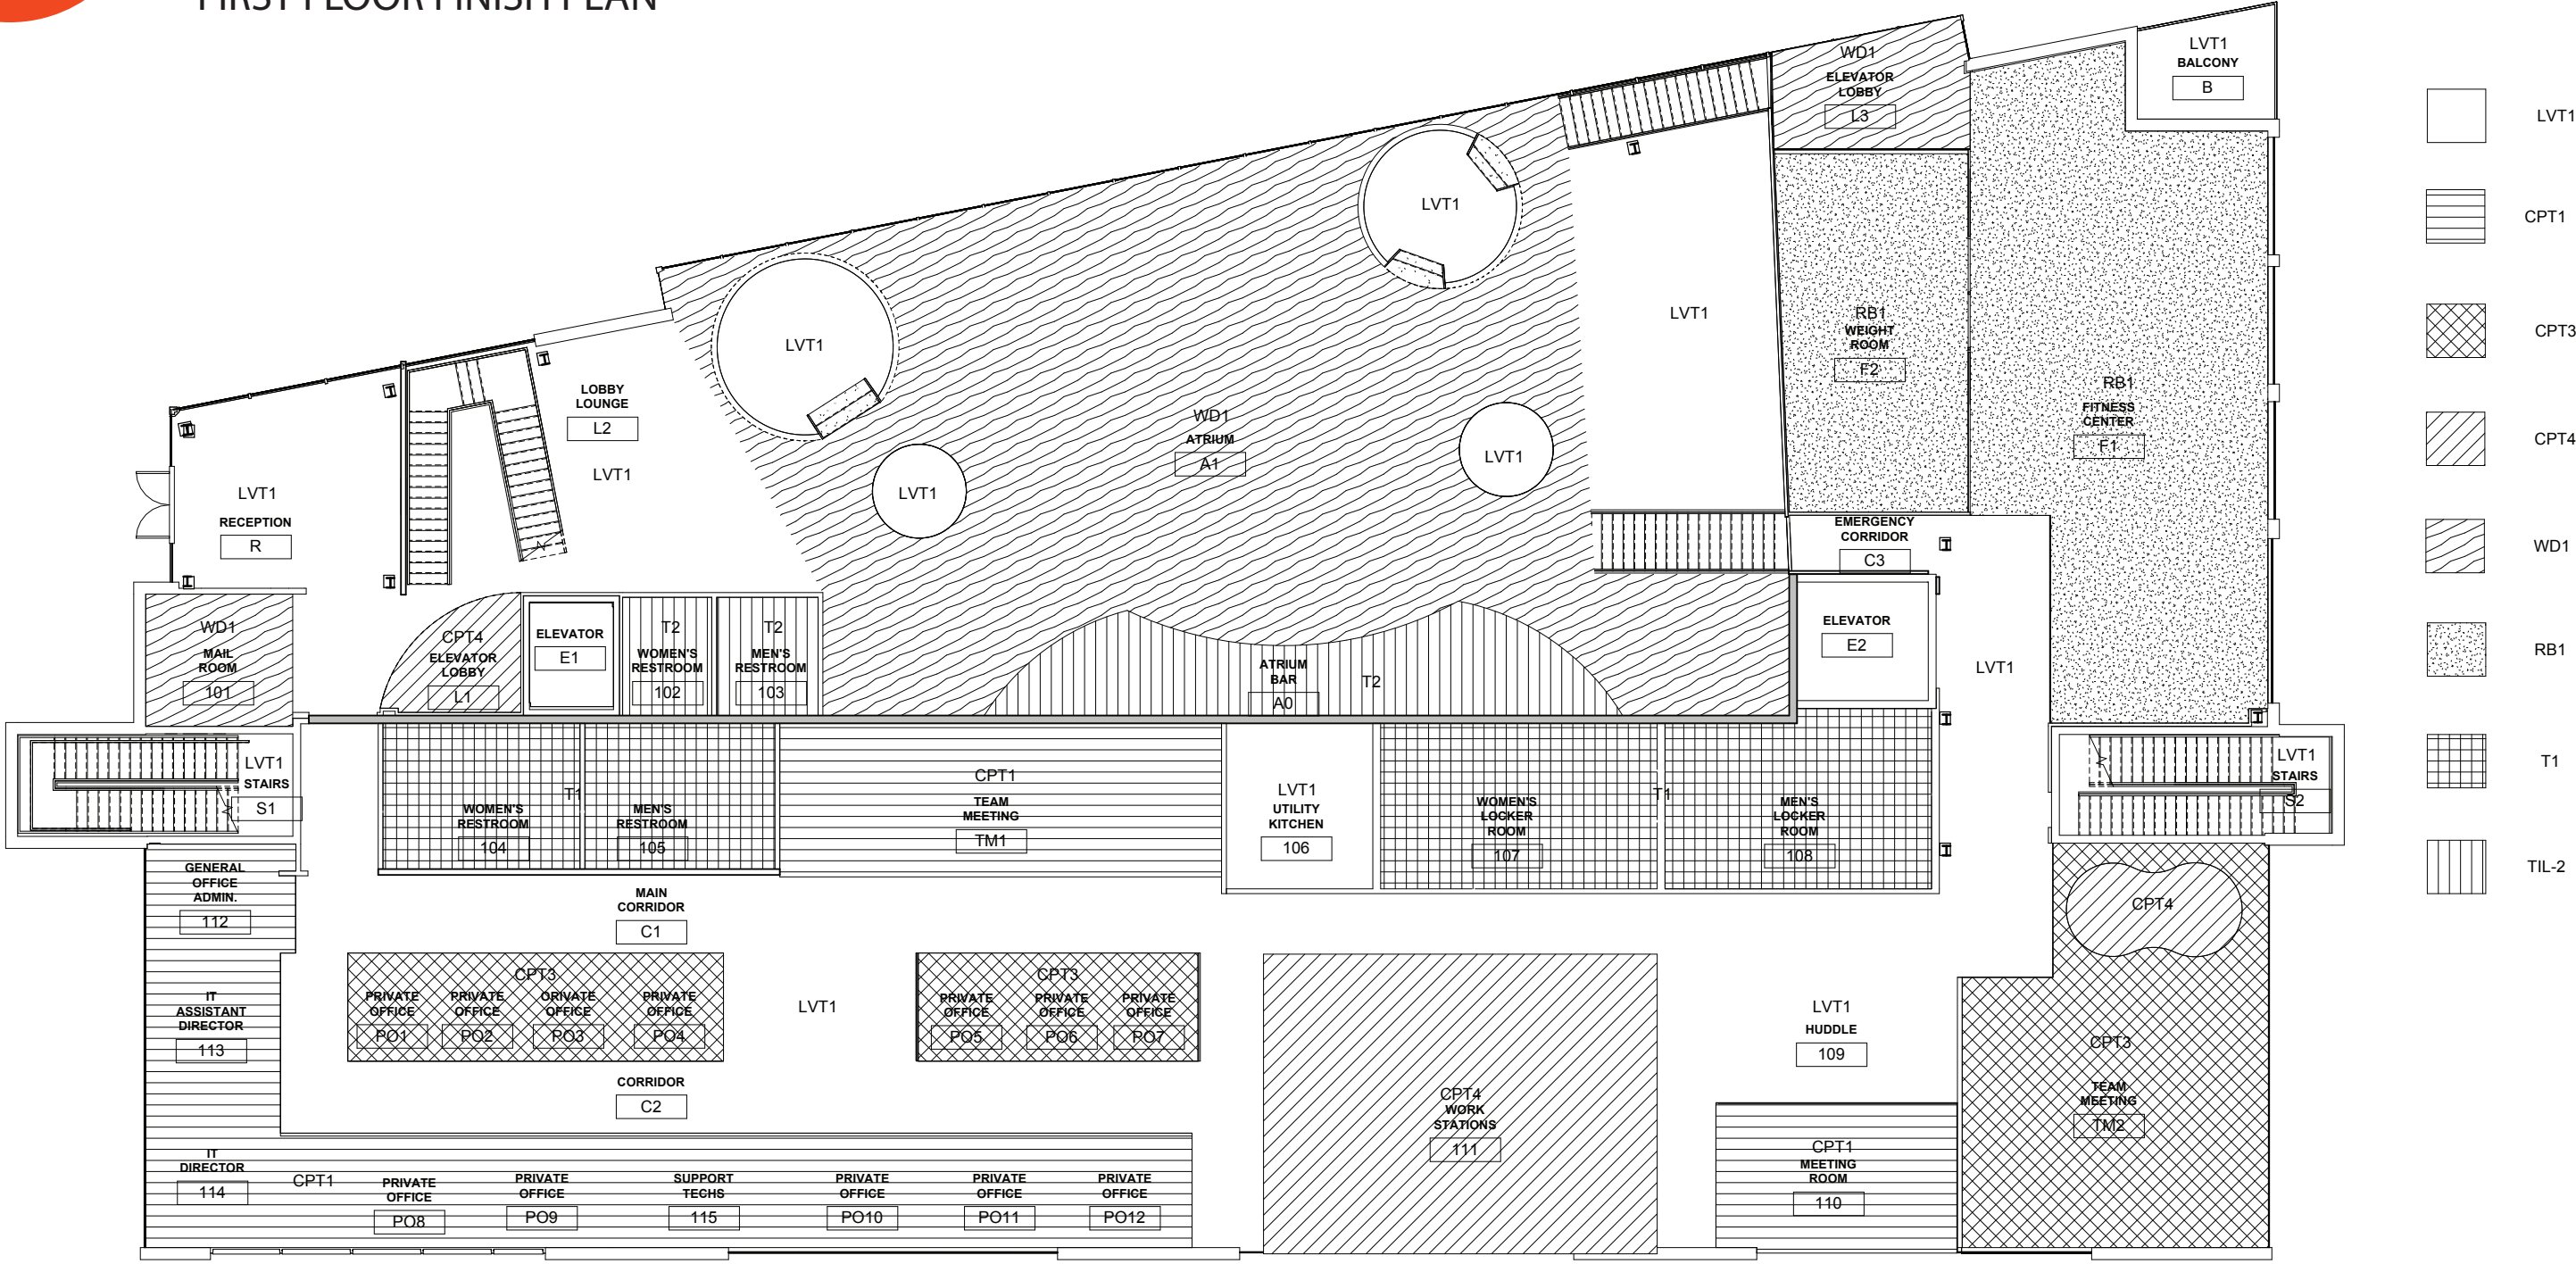 FIRST FLOOR FINISH PLAN
LVT1
BALCONY
B
WD1
ELEVATOR
LOBBY
L3
LVT1
CPT1
CPT3
CPT4
WD1
RB1
T1
TIL-2
LVT1
LVT1
LVT1
RB1
WEIGHT
ROOM
F2
RB1
FITNESS
CENTER
F1
LOBBY
LOUNGE
L2
LVT1
WD1
ATRIUM
A1
LVT1
LVT1
LVT1
RECEPTION
R
EMERGENCY
CORRIDOR
C3
WD1
MAIL
ROOM
101
CPT4
ELEVATOR
LOBBY
L1
ELEVATOR
E1
T2
WOMEN'S
RESTROOM
102
T2
MEN'S
RESTROOM
103
ATRIUM
BAR
A0
T2
ELEVATOR
E2
LVT1
LVT1
STAIRS
S1
T1
WOMEN'S
RESTROOM
104
MEN'S
RESTROOM
105
CPT1
TEAM
MEETING
TM1
LVT1
UTILITY
KITCHEN
106
WOMEN'S
LOCKER
ROOM
107
T1
MEN'S
LOCKER
ROOM
108
LVT1
STAIRS
S2
GENERAL
OFFICE
ADMIN.
112
MAIN
CORRIDOR
C1
CPT4
IT
ASSISTANT
DIRECTOR
113
CPT3
PRIVATE
OFFICE
PO1
PRIVATE
OFFICE
PO2
ORIVATE
OFFICE
PO3
PRIVATE
OFFICE
PO4
LVT1
CPT3
PRIVATE
OFFICE
PO5
PRIVATE
OFFICE
PO6
PRIVATE
OFFICE
PO7
LVT1
HUDDLE
109
CPT3
TEAM
MEETING
TM2
CORRIDOR
C2
CPT4
WORK
STATIONS
111
CPT1
MEETING
ROOM
110
IT
DIRECTOR
114
CPT1
PRIVATE
OFFICE
PO8
PRIVATE
OFFICE
PO9
SUPPORT
TECHS
115
PRIVATE
OFFICE
PO10
PRIVATE
OFFICE
PO11
PRIVATE
OFFICE
PO12